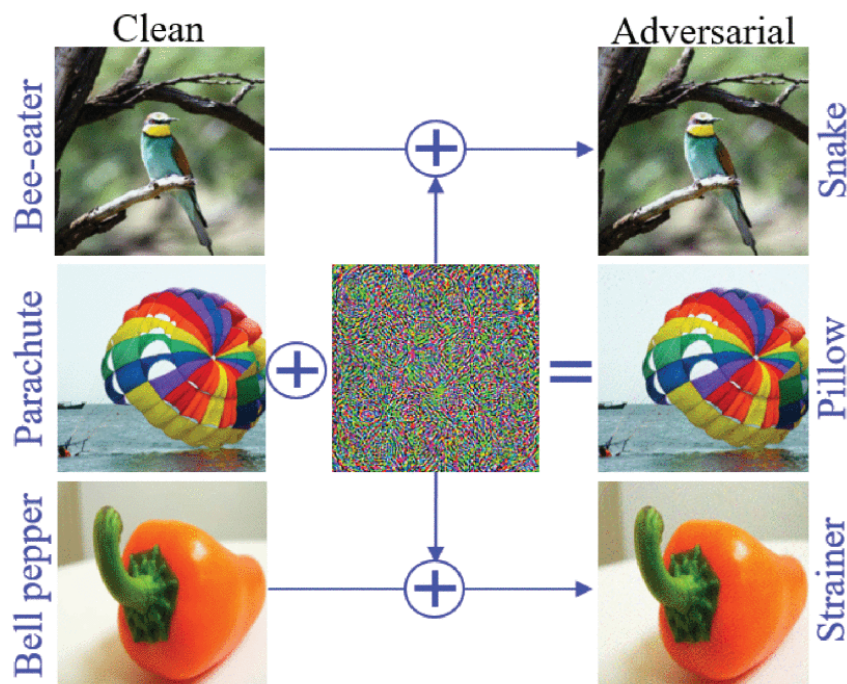 Clean
Adversarial
Bee-eater
Snake
Parachute
Pillow
Bell pepper
Strainer